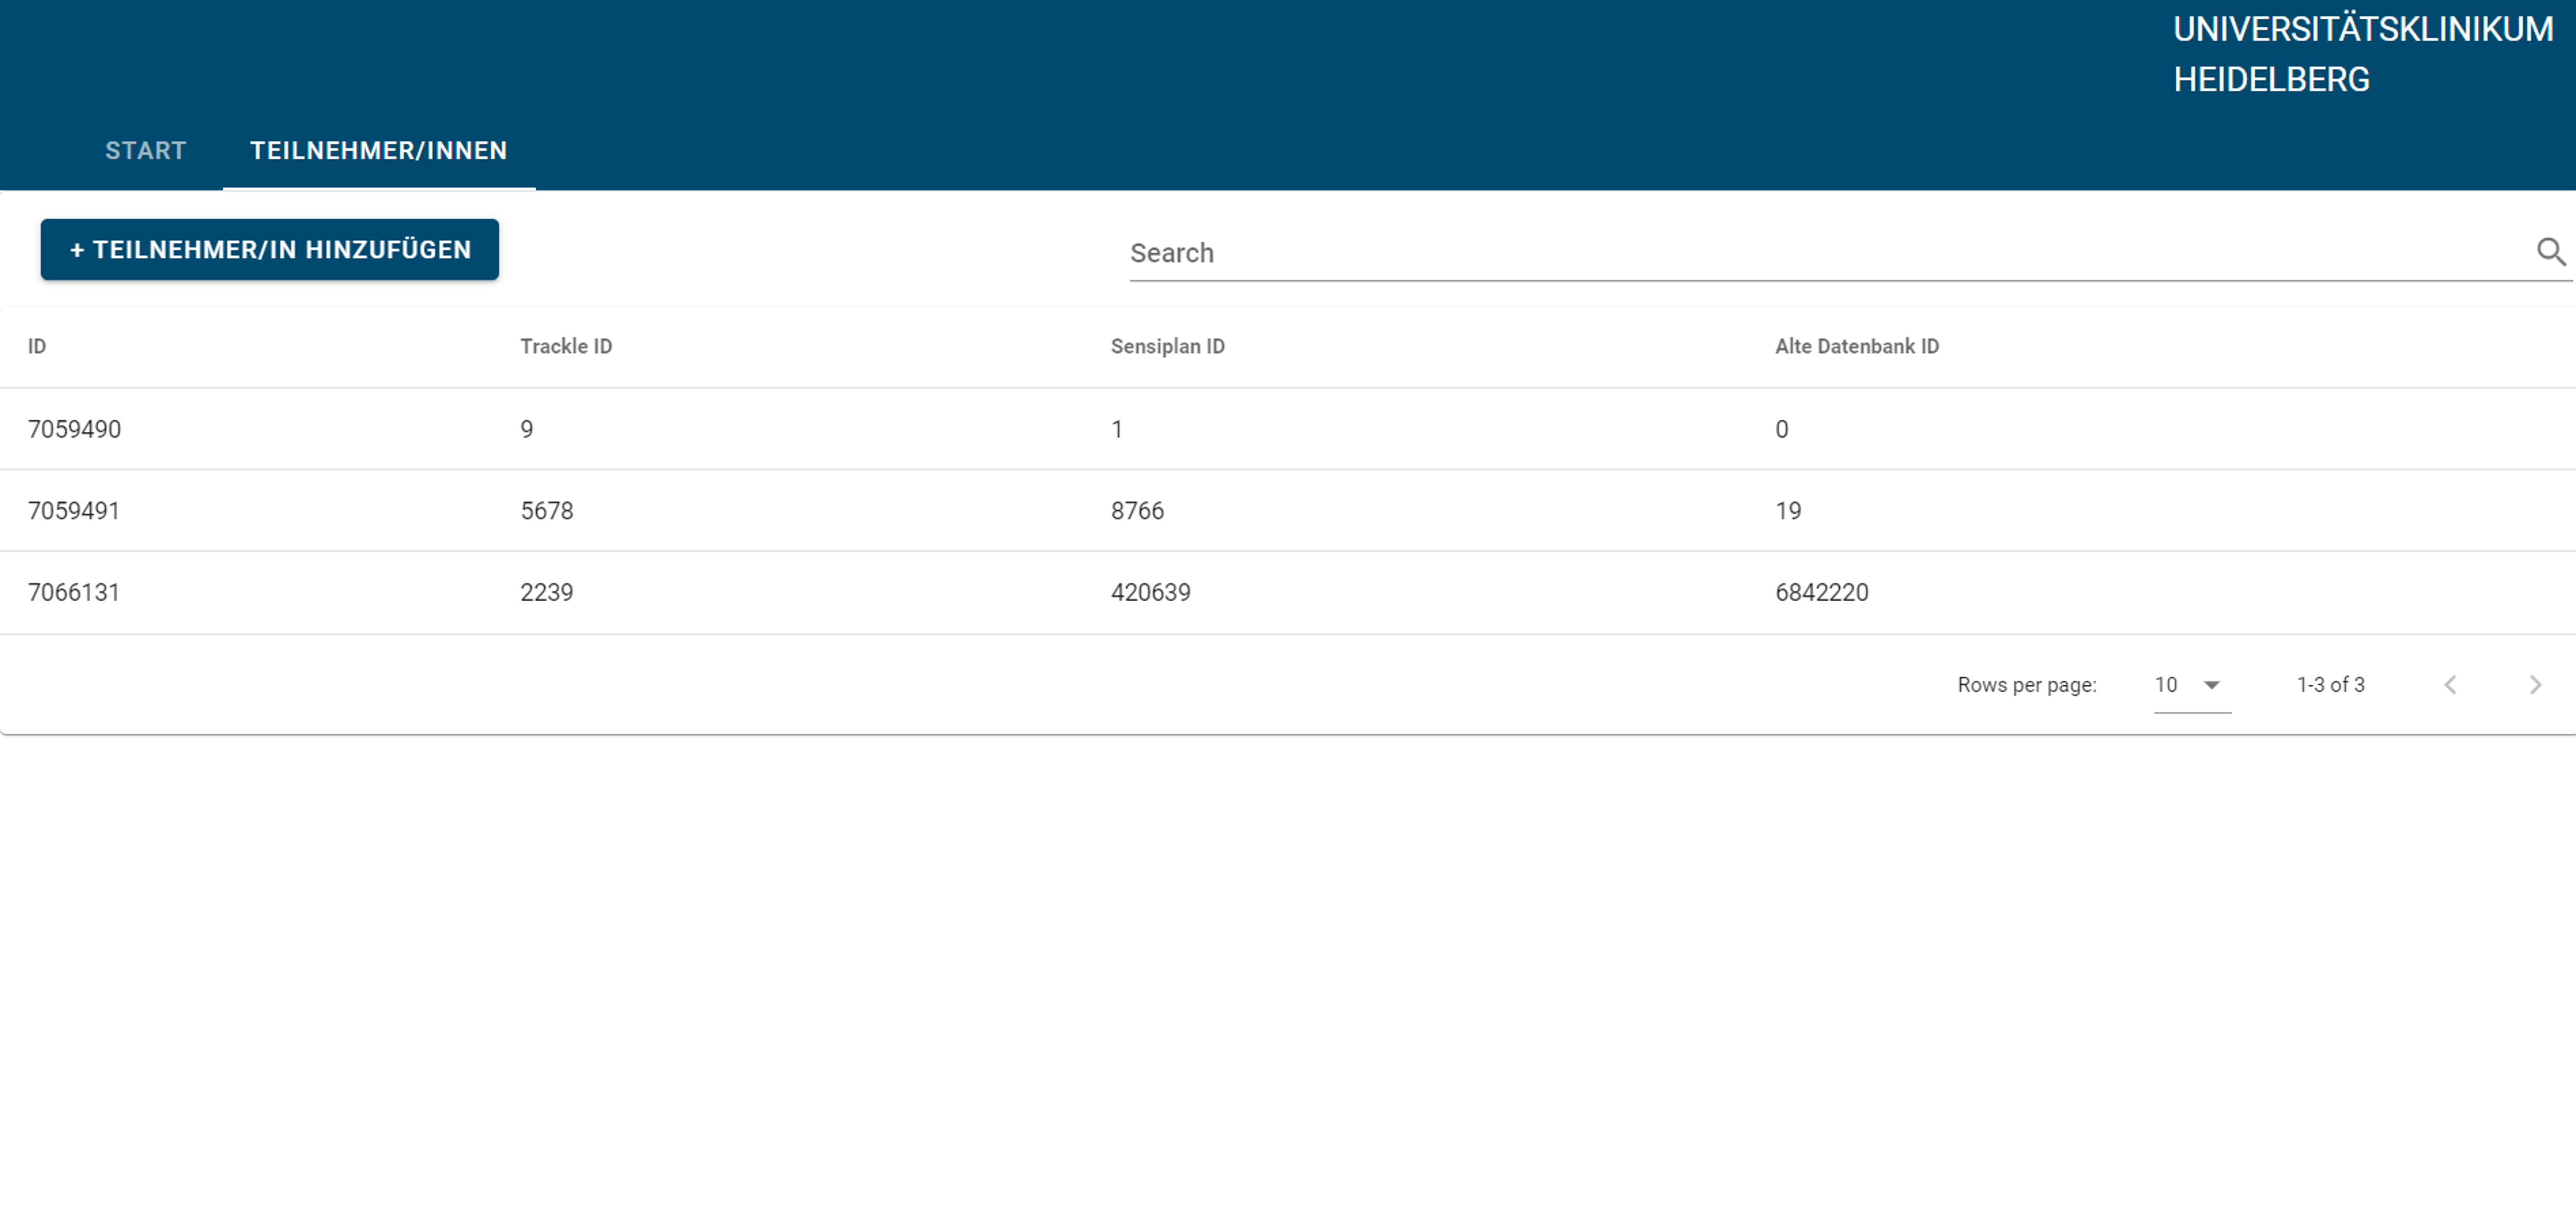 UNIVERSITÄTSKLINIKUM
HEIDELBERG
START TEILNEHMER/INNEN
+ TEILNEHMER/IN HINZUFÜGEN Search
ID Trackle ID Sensiplan ID Alte Datenbank ID
7059490 9 1 0
7059491 5678 8766 19
7066131 2239 420639 6842220
Rows per page: 10 1-3 of 3